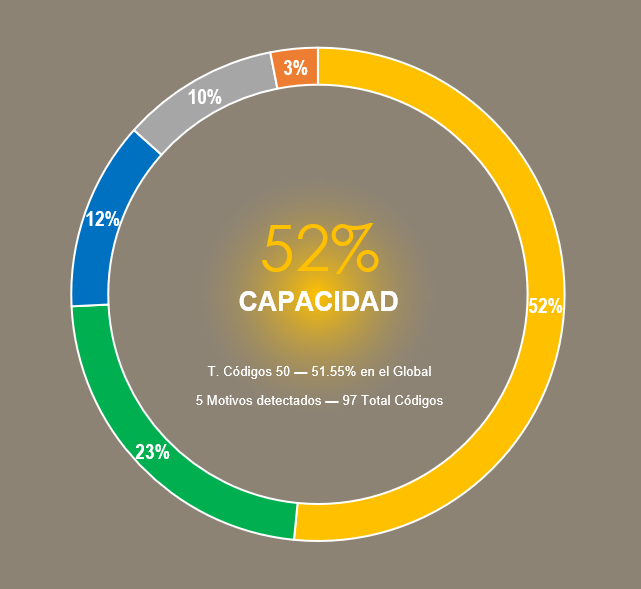 3%
10%
12%
52%
CAPACIDAD
52%
T. Códigos 50 — 51.55% en el Global
5 Motivos detectados — 97 Total Códigos
23%